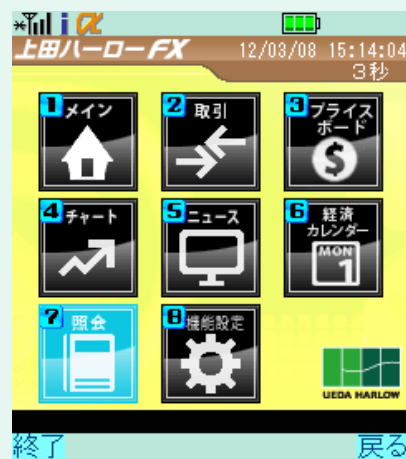 i α
上田ハーローFX 12/03/08 15:14:04
3秒
1 メイン
2 取引
3 プライス
ボード
$
4 チャート
5 ニュース
6 経済
カレンダー
MON
1
7 照会
8 機能設定
UEDA HARLOW
終了 戻る